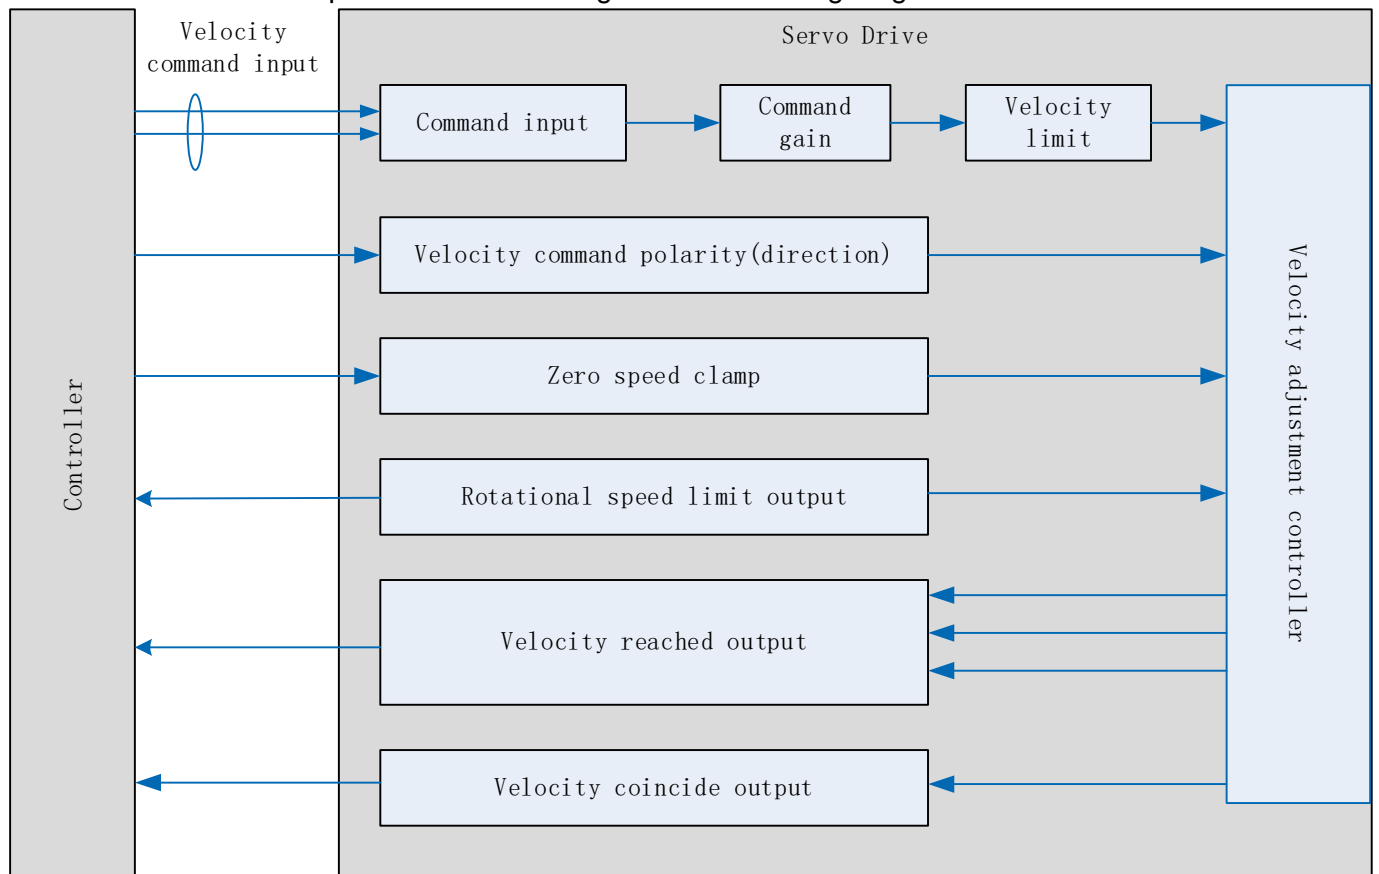 Velocity
command input
Servo Drive
Command input
Command
gain
Velocity
limit
Velocity command polarity(direction)
Zero speed clamp
Rotational speed limit output
Velocity reached output
Velocity coincide output
Controller
Velocity adjustment controller